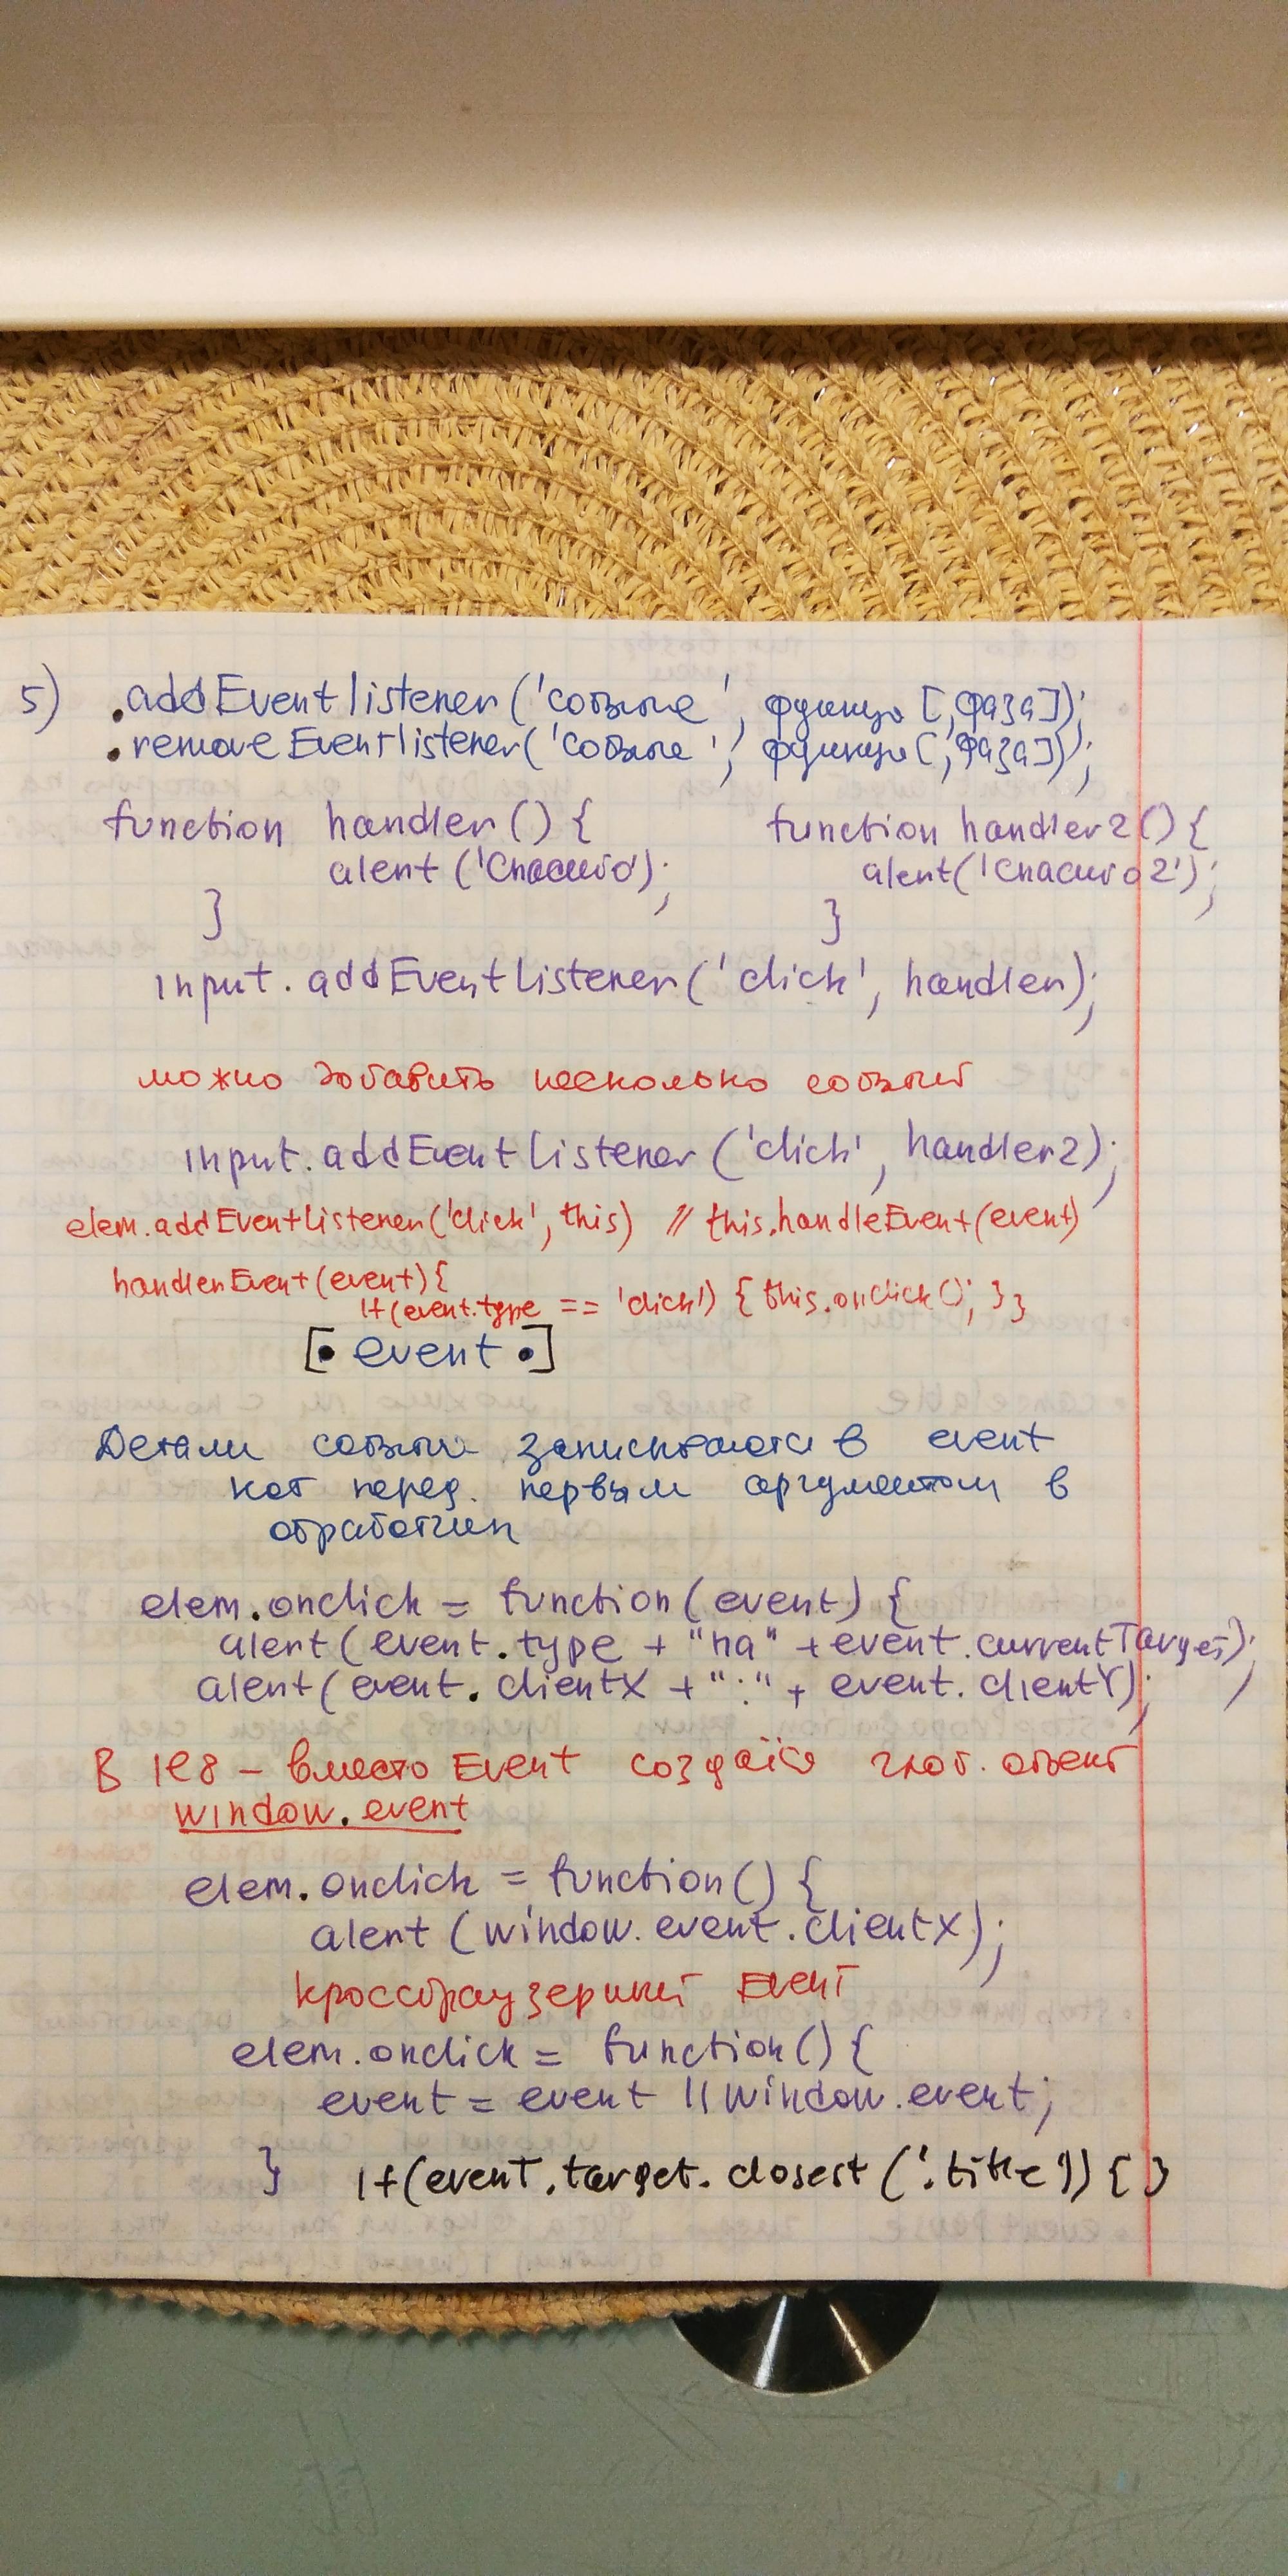 5) .addEventlistener('событие', функция [,фаза]);
.removeEventlistener('событие', функция [,фаза]);
function handler() { function handler2() {
alert('Спасибо'); alert('Спасибо2');
} }
input.addEventListener('click', handler);
можно добавить несколько событий
input.addEventListener('click', handler2);
elem.addEventListener('click', this) // this.handleEvent(event)
handlerEvent(event) {
If(event.type == 'click') { this.onclick(); } }
[• event •]
Детали события записываются в event
кот перед. первым аргументом в
обработчик
elem.onclick = function(event) {
alert(event.type + "на" + event.currentTarget);
alert(event.clientX + ":" + event.clientY);
В IE8 – вместо Event создаётся глоб. объект
window.event
elem.onclick = function() {
alert(window.event.clientX);
кроссбраузерный Event
elem.onclick = function() {
event = event || window.event;
} If(event.target.closest('.title')) { }